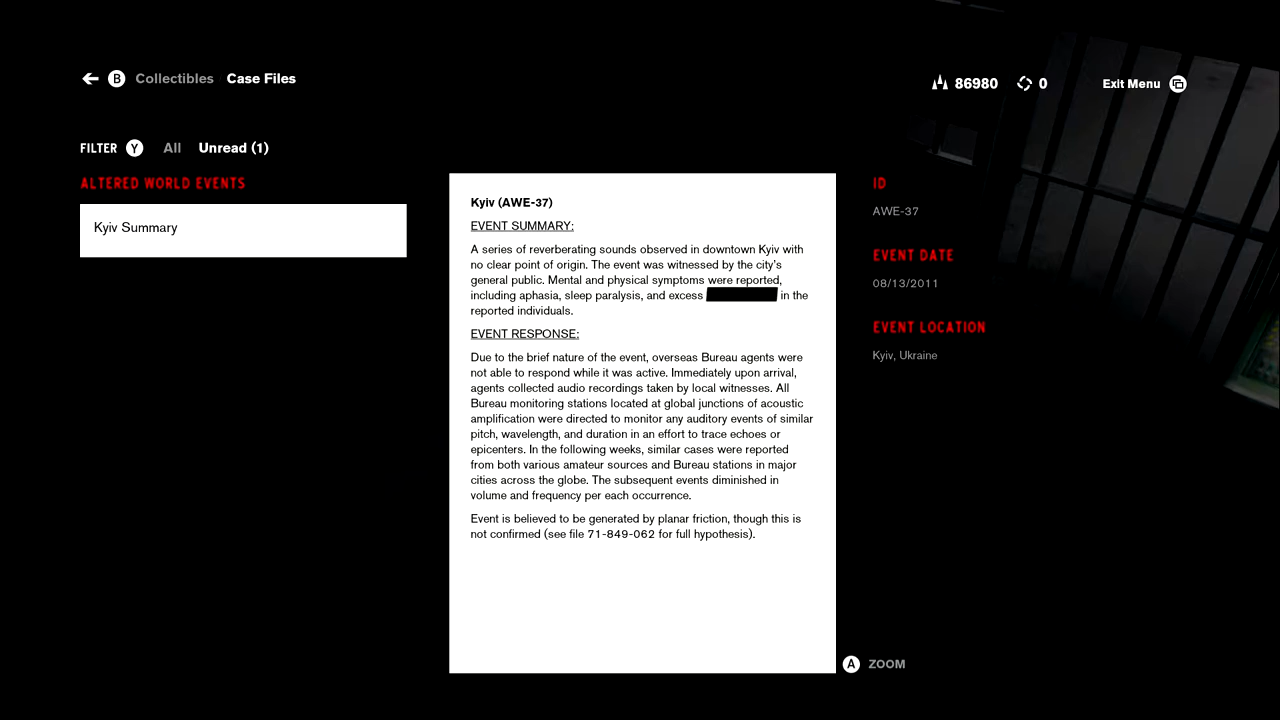 B Collectibles Case Files
86980 0 Exit Menu
FILTER Y All Unread (1)
ALTERED WORLD EVENTS
Kyiv Summary
Kyiv (AWE-37)
EVENT SUMMARY:
A series of reverberating sounds observed in downtown Kyiv with
no clear point of origin. The event was witnessed by the city's
general public. Mental and physical symptoms were reported,
including aphasia, sleep paralysis, and excess in the
reported individuals.
EVENT RESPONSE:
Due to the brief nature of the event, overseas Bureau agents were
not able to respond while it was active. Immediately upon arrival,
agents collected audio recordings taken by local witnesses. All
Bureau monitoring stations located at global junctions of acoustic
amplification were directed to monitor any auditory events of similar
pitch, wavelength, and duration in an effort to trace echoes or
epicenters. In the following weeks, similar cases were reported
from both various amateur sources and Bureau stations in major
cities across the globe. The subsequent events diminished in
volume and frequency per each occurrence.
Event is believed to be generated by planar friction, though this is
not confirmed (see file 71-849-062 for full hypothesis).
ID
AWE-37
EVENT DATE
08/13/2011
EVENT LOCATION
Kyiv, Ukraine
A ZOOM